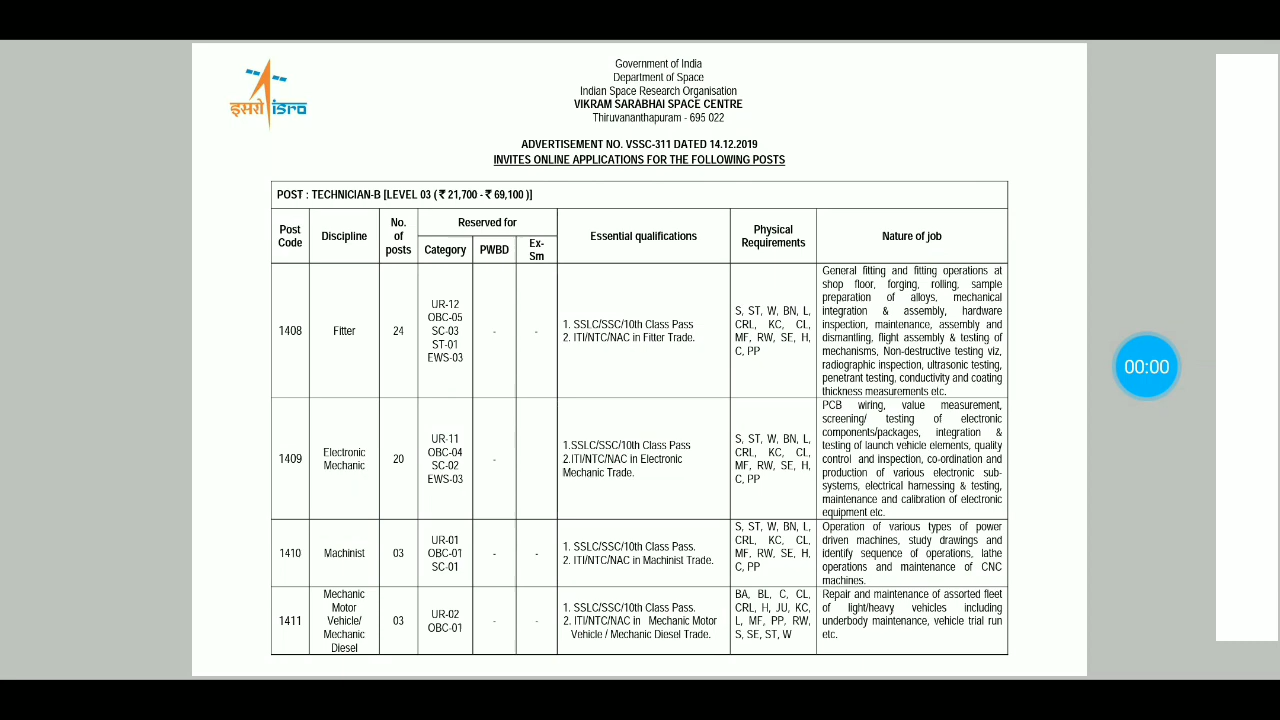 इसरो isro
Government of India
Department of Space
Indian Space Research Organisation
VIKRAM SARABHAI SPACE CENTRE
Thiruvananthapuram - 695 022
ADVERTISEMENT NO. VSSC-311 DATED 14.12.2019
INVITES ONLINE APPLICATIONS FOR THE FOLLOWING POSTS
POST : TECHNICIAN-B [LEVEL 03 ( ₹ 21,700 - ₹ 69,100 )]
Post
Code
Discipline
No.
of
posts
Reserved for
Category
PWBD
Ex-
Sm
Essential qualifications
Physical
Requirements
Nature of job
1408
Fitter
24
UR-12
OBC-05
SC-03
ST-01
EWS-03
-
-
1. SSLC/SSC/10th Class Pass
2. ITI/NTC/NAC in Fitter Trade.
S, ST, W, BN, L,
CRL, KC, CL,
MF, RW, SE, H,
C, PP
General fitting and fitting operations at
shop floor, forging, rolling, sample
preparation of alloys, mechanical
integration & assembly, hardware
inspection, maintenance, assembly and
dismantling, flight assembly & testing of
mechanisms, Non-destructive testing viz,
radiographic inspection, ultrasonic testing,
penetrant testing, conductivity and coating
thickness measurements etc.
1409
Electronic
Mechanic
20
UR-11
OBC-04
SC-02
EWS-03
-
1.SSLC/SSC/10th Class Pass
2.ITI/NTC/NAC in Electronic
Mechanic Trade.
S, ST, W, BN, L,
CRL, KC, CL,
MF, RW, SE, H,
C, PP
PCB wiring, value measurement,
screening/ testing of electronic
components/packages, integration &
testing of launch vehicle elements, quality
control and inspection, co-ordination and
production of various electronic sub-
systems, electrical harnessing & testing,
maintenance and calibration of electronic
equipment etc.
1410
Machinist
03
UR-01
OBC-01
SC-01
-
-
1. SSLC/SSC/10th Class Pass.
2. ITI/NTC/NAC in Machinist Trade.
S, ST, W, BN, L,
CRL, KC, CL,
MF, RW, SE, H,
C, PP
Operation of various types of power
driven machines, study drawings and
identify sequence of operations, lathe
operations and maintenance of CNC
machines.
1411
Mechanic
Motor
Vehicle/
Mechanic
Diesel
03
UR-02
OBC-01
-
-
1. SSLC/SSC/10th Class Pass.
2. ITI/NTC/NAC in Mechanic Motor
Vehicle / Mechanic Diesel Trade.
BA, BL, C, CL,
CRL, H, JU, KC,
L, MF, PP, RW,
S, SE, ST, W
Repair and maintenance of assorted fleet
of light/heavy vehicles including
underbody maintenance, vehicle trial run
etc.
00:00